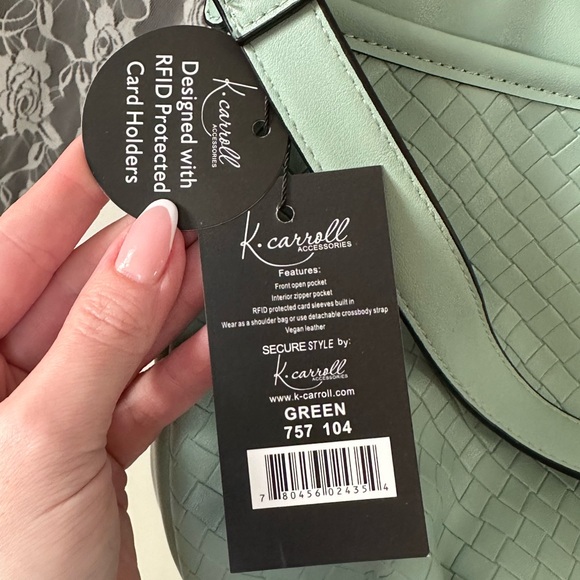 K.carroll
ACCESSORIES
Designed with
RFID Protected
Card Holders
K.carroll
ACCESSORIES
Features:
Front open pocket
Interior zipper pocket
RFID protected card sleeves built in
Wear as a shoulder bag or use detachable crossbody strap
Vegan leather
SECURE STYLE by:
K.carroll
ACCESSORIES
www.k-carroll.com
GREEN
757 104
7 80456 02435 4